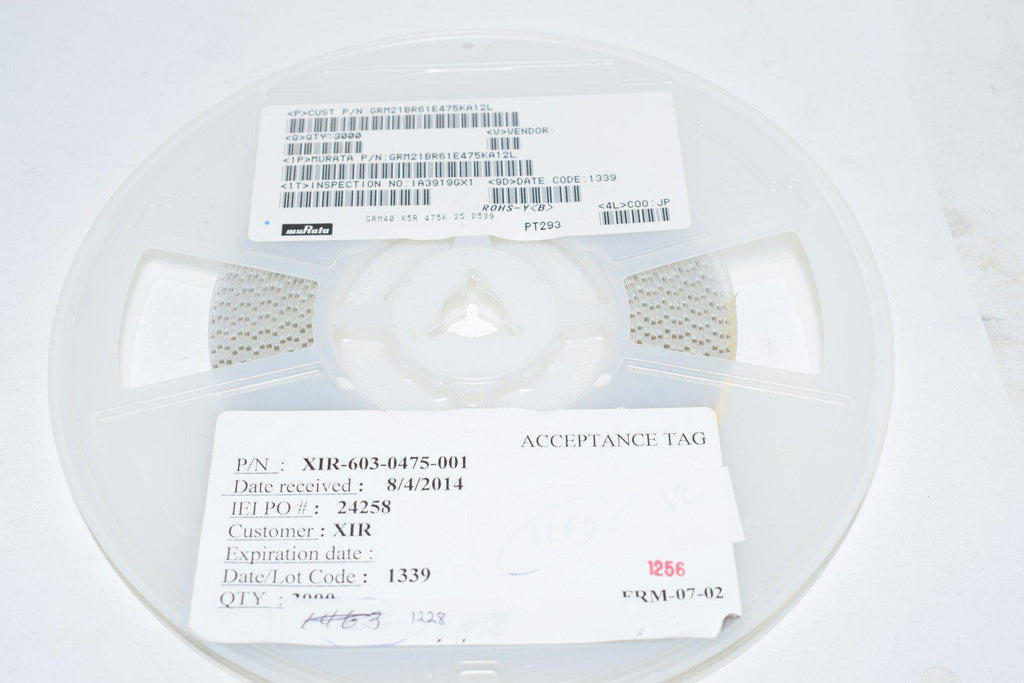 <P>CUST P/N:GRM21BR61E475KA12L
<Q>QTY:3000 <V>VENDOR:
<1P>MURATA P/N:GRM21BR61E475KA12L
<1T>INSPECTION NO:IA3919GX1 <9D>DATE CODE:1339
ROHS-Y<B> <4L>COO:JP
GRM40 X5R 475K 25 D539
muRata PT293
ACCEPTANCE TAG
P/N : XIR-603-0475-001
Date received : 8/4/2014
IEI PO # : 24258
Customer : XIR
Expiration date :
Date/Lot Code : 1339
1256
QTY : 3000 FRM-07-02
1463 1228